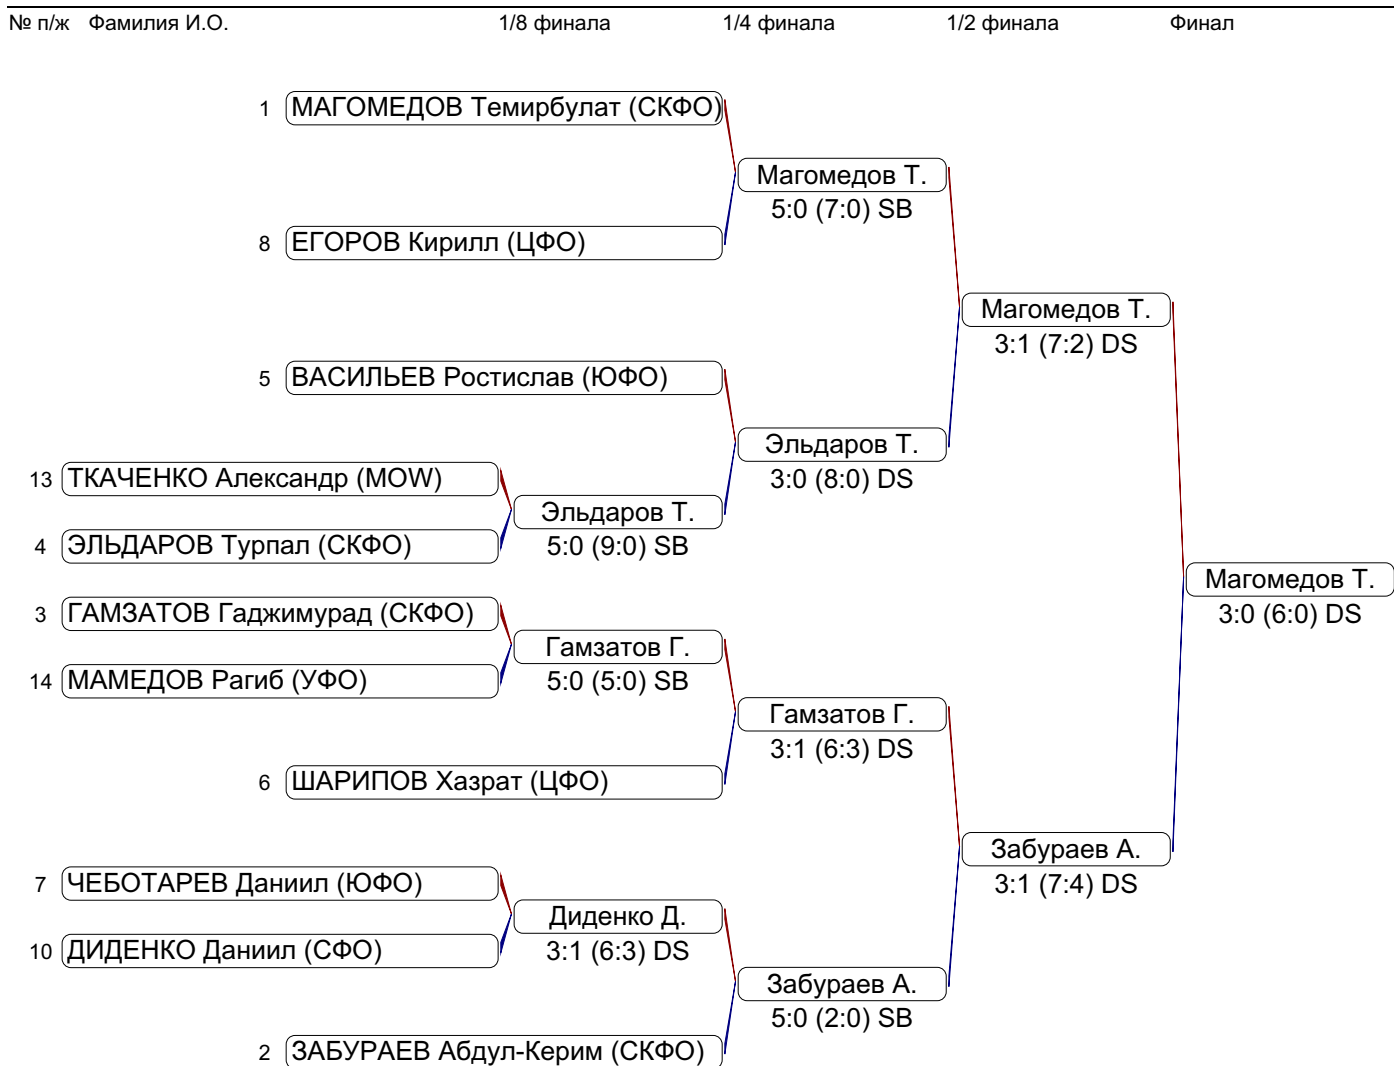 № п/ж Фамилия И.О. 1/8 финала 1/4 финала 1/2 финала Финал
1 МАГОМЕДОВ Темирбулат (СКФО)
Магомедов Т.
5:0 (7:0) SB
8 ЕГОРОВ Кирилл (ЦФО)
Магомедов Т.
3:1 (7:2) DS
5 ВАСИЛЬЕВ Ростислав (ЮФО)
Эльдаров Т.
3:0 (8:0) DS
13 ТКАЧЕНКО Александр (MOW)
Эльдаров Т.
5:0 (9:0) SB
4 ЭЛЬДАРОВ Турпал (СКФО)
Магомедов Т.
3:0 (6:0) DS
3 ГАМЗАТОВ Гаджимурад (СКФО)
Гамзатов Г.
5:0 (5:0) SB
14 МАМЕДОВ Рагиб (УФО)
Гамзатов Г.
3:1 (6:3) DS
6 ШАРИПОВ Хазрат (ЦФО)
Забураев А.
3:1 (7:4) DS
7 ЧЕБОТАРЕВ Даниил (ЮФО)
Диденко Д.
3:1 (6:3) DS
10 ДИДЕНКО Даниил (СФО)
Забураев А.
5:0 (2:0) SB
2 ЗАБУРАЕВ Абдул-Керим (СКФО)